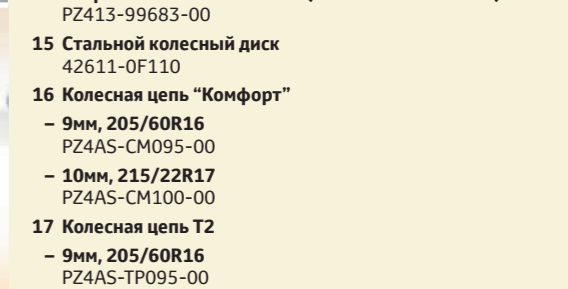 PZ413-99683-00
15 Стальной колесный диск
42611-0F110
16 Колесная цепь “Комфорт”
– 9мм, 205/60R16
PZ4AS-CM095-00
– 10мм, 215/22R17
PZ4AS-CM100-00
17 Колесная цепь T2
– 9мм, 205/60R16
PZ4AS-TP095-00